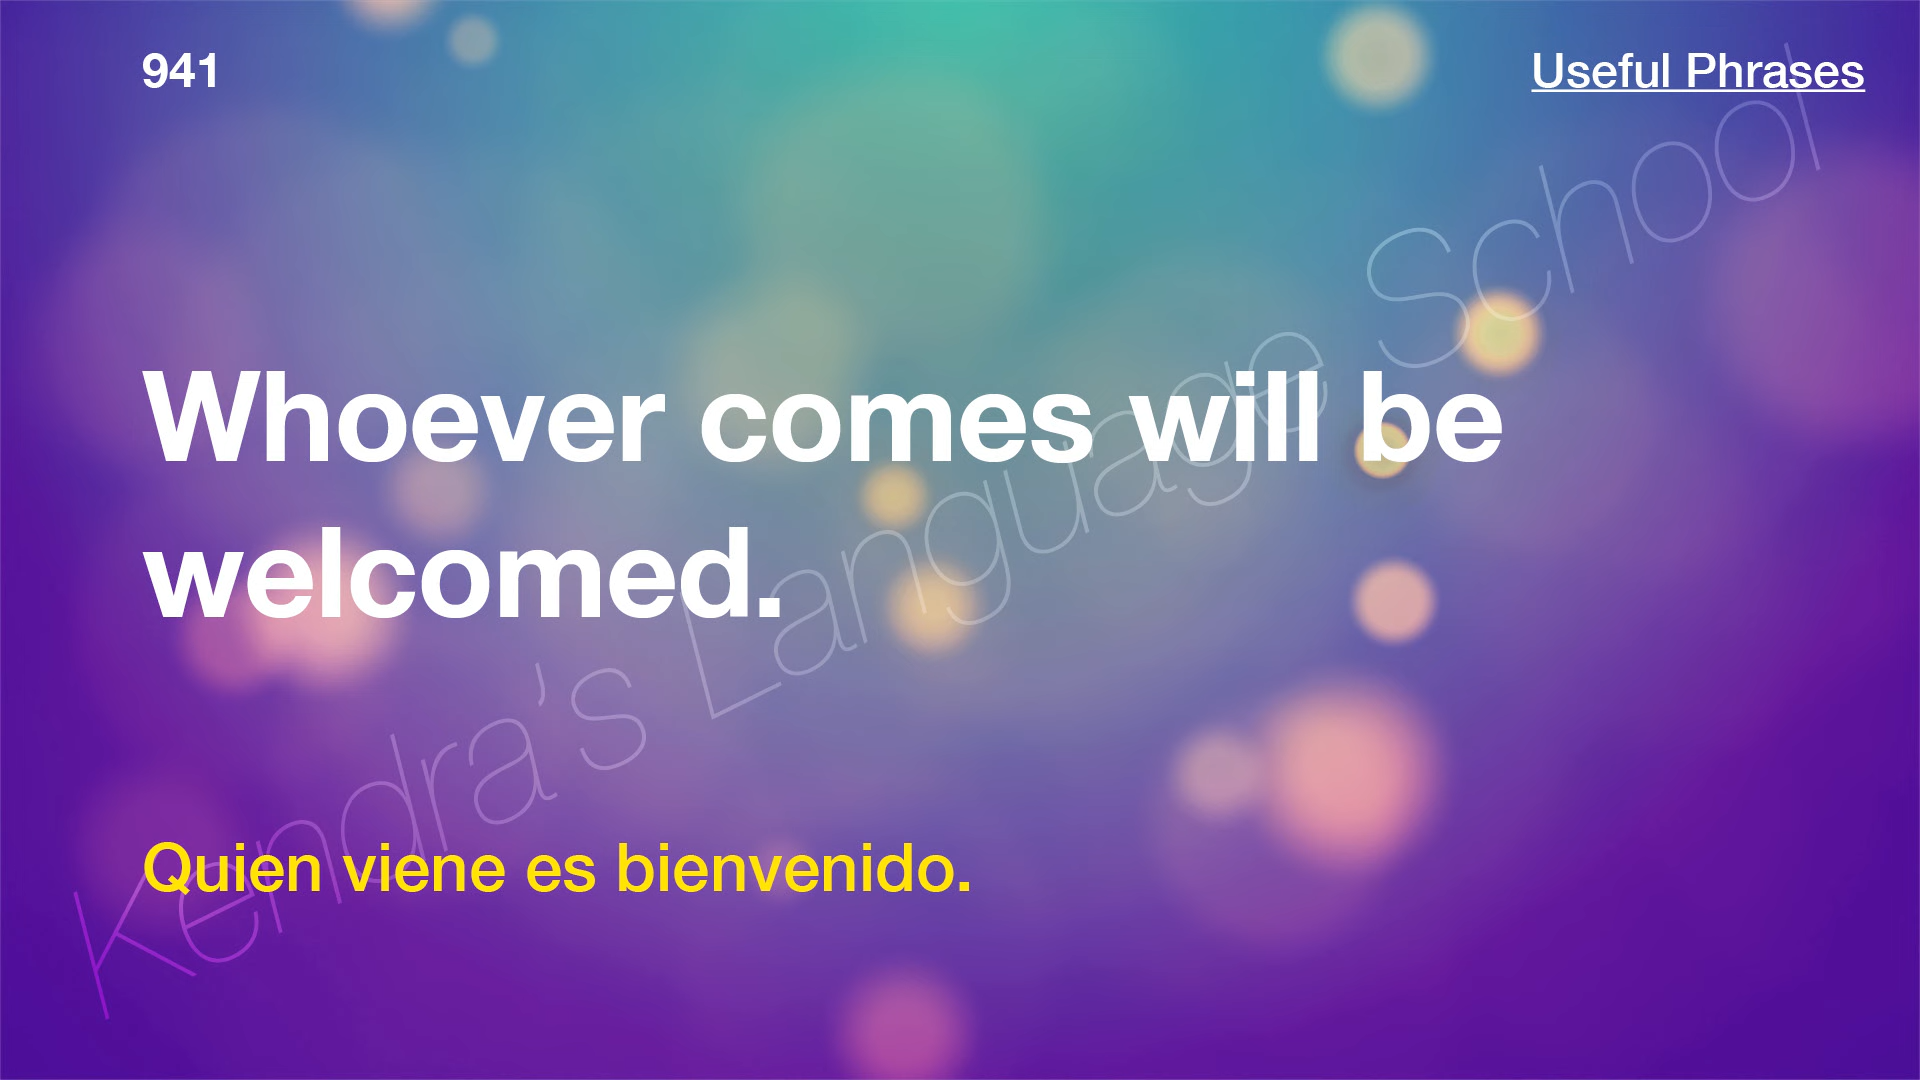 941
Useful Phrases
Whoever comes will be
welcomed.
Quien viene es bienvenido.
Kendra's Language School